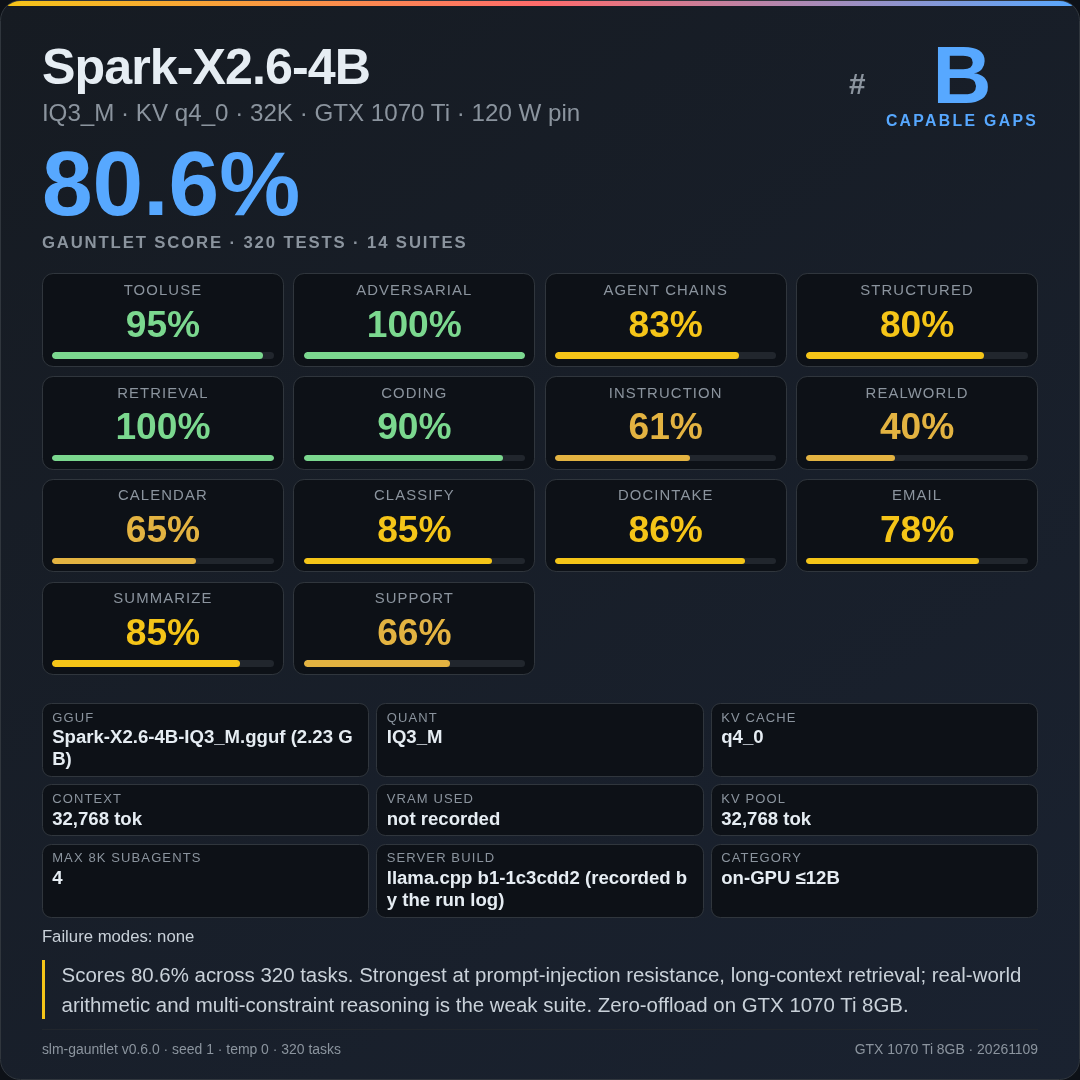 Spark-X2.6-4B
IQ3_M · KV q4_0 · 32K · GTX 1070 Ti · 120 W pin
#
B
CAPABLE GAPS
80.6%
GAUNTLET SCORE · 320 TESTS · 14 SUITES
TOOLUSE
95%
ADVERSARIAL
100%
AGENT CHAINS
83%
STRUCTURED
80%
RETRIEVAL
100%
CODING
90%
INSTRUCTION
61%
REALWORLD
40%
CALENDAR
65%
CLASSIFY
85%
DOCINTAKE
86%
EMAIL
78%
SUMMARIZE
85%
SUPPORT
66%
GGUF
Spark-X2.6-4B-IQ3_M.gguf (2.23 G
B)
QUANT
IQ3_M
KV CACHE
q4_0
CONTEXT
32,768 tok
VRAM USED
not recorded
KV POOL
32,768 tok
MAX 8K SUBAGENTS
4
SERVER BUILD
llama.cpp b1-1c3cdd2 (recorded b
y the run log)
CATEGORY
on-GPU ≤12B
Failure modes: none
Scores 80.6% across 320 tasks. Strongest at prompt-injection resistance, long-context retrieval; real-world
arithmetic and multi-constraint reasoning is the weak suite. Zero-offload on GTX 1070 Ti 8GB.
slm-gauntlet v0.6.0 · seed 1 · temp 0 · 320 tasks
GTX 1070 Ti 8GB · 20261109